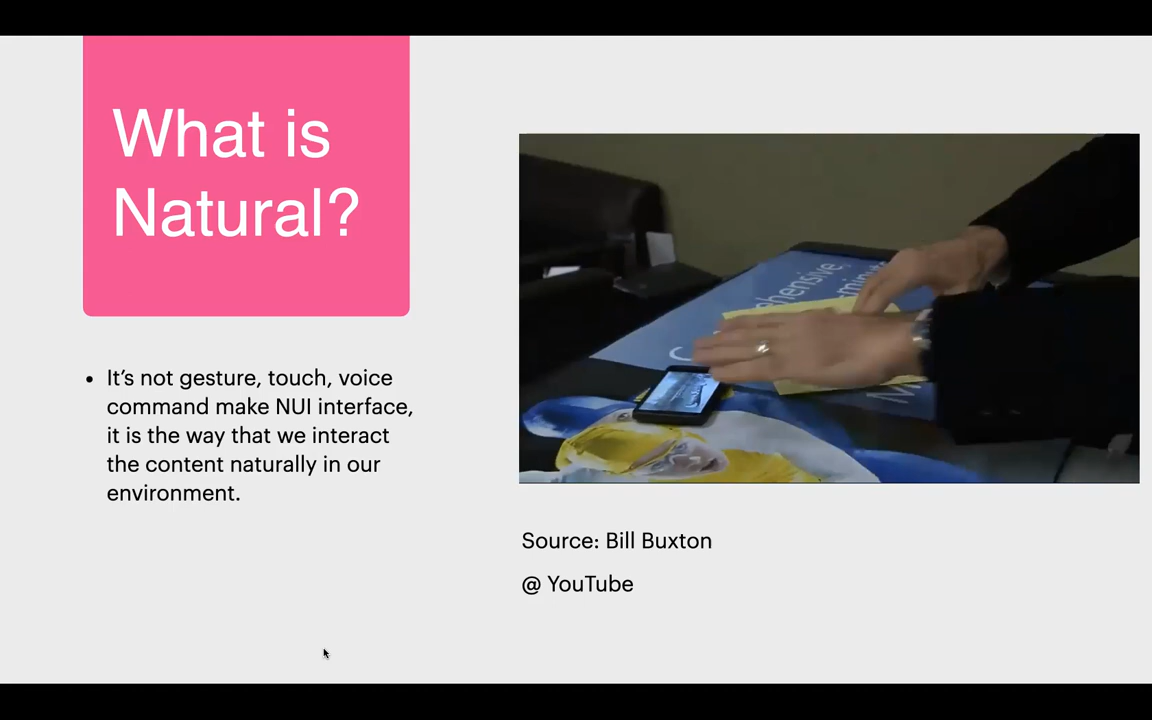 What is
Natural?
• It’s not gesture, touch, voice
command make NUI interface,
it is the way that we interact
the content naturally in our
environment.
Source: Bill Buxton
@ YouTube